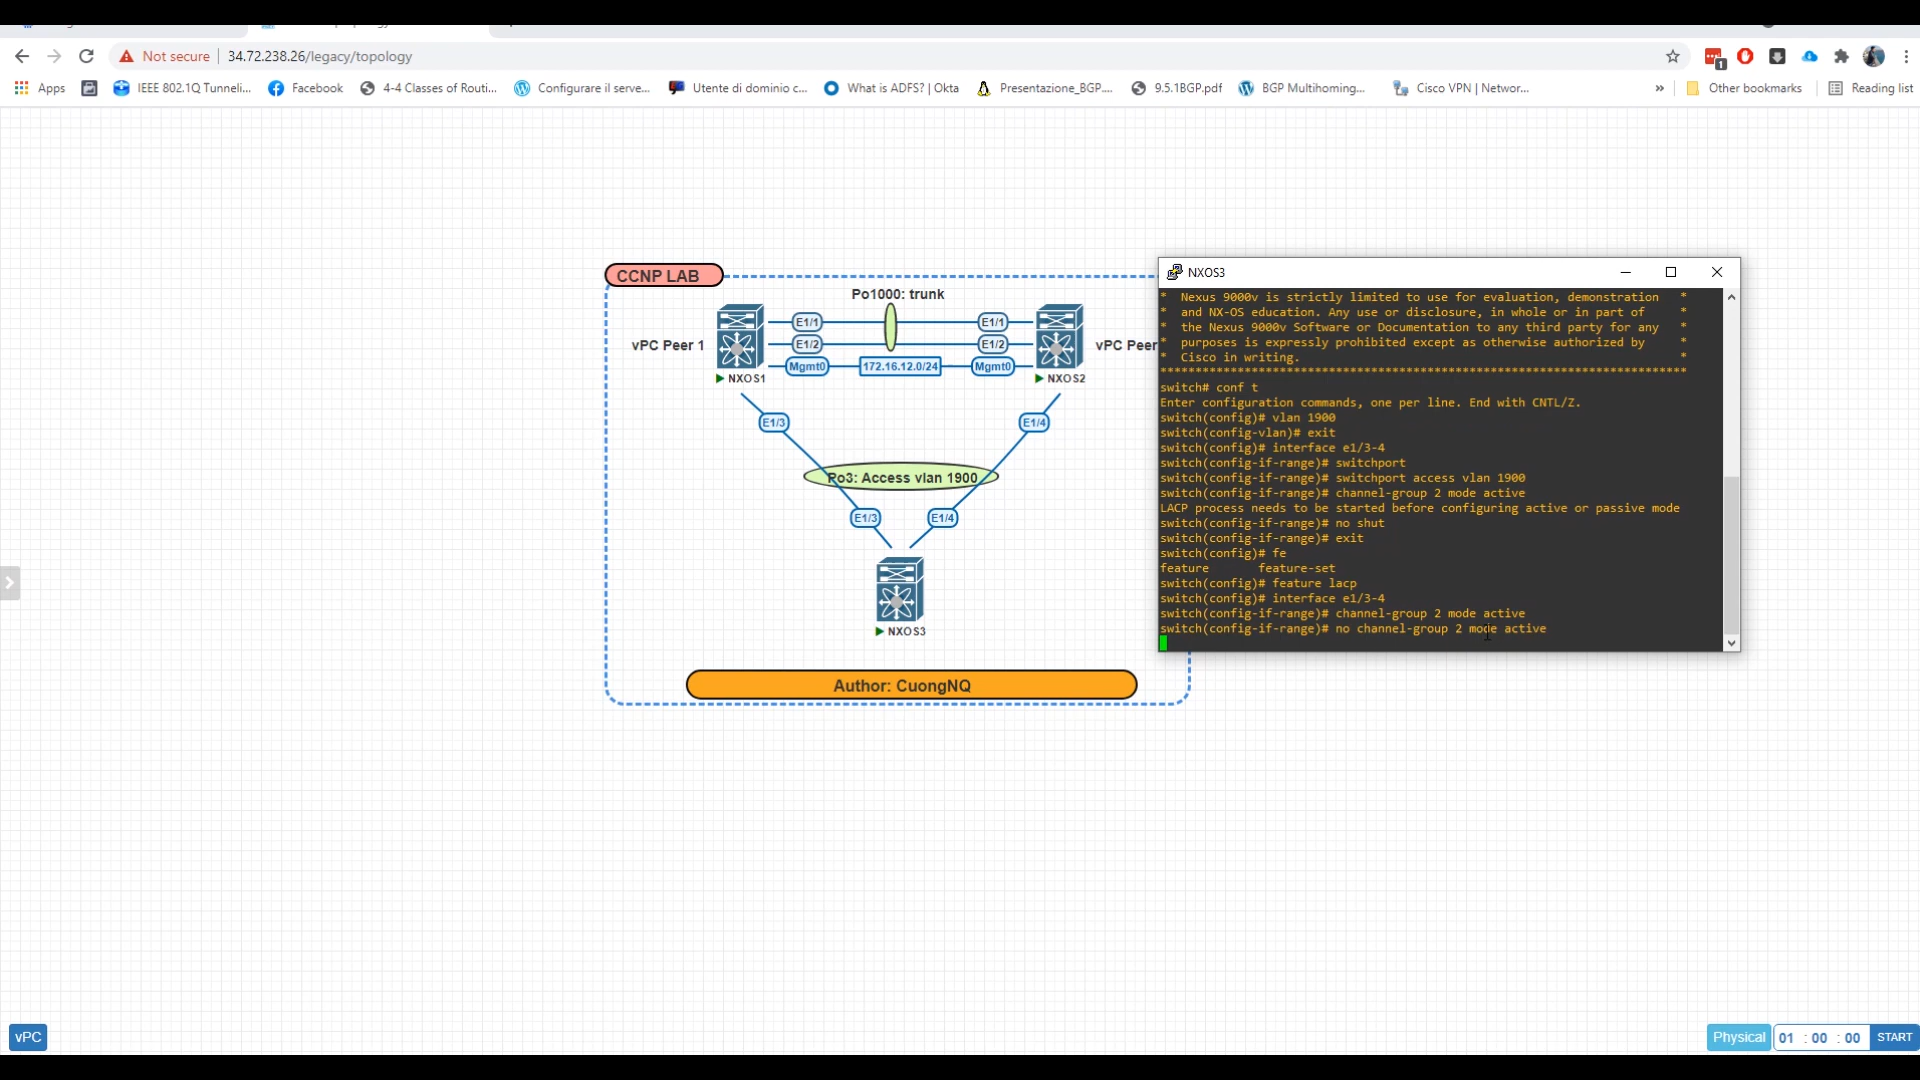 Not secure
34.72.238.26/legacy/topology
1
Apps
IEEE 802.1Q Tunneli...
Facebook
4-4 Classes of Routi...
Configurare il serve...
Utente di dominio c...
What is ADFS? | Okta
Presentazione_BGP....
9.5.1BGP.pdf
BGP Multihoming...
Cisco VPN | Networ...
»
Other bookmarks
Reading list
CCNP LAB
Po1000: trunk
E1/1
E1/1
vPC Peer 1
E1/2
E1/2
vPC Peer
Mgmt0
172.16.12.0/24
Mgmt0
NXOS1
NXOS2
E1/3
E1/4
Po3: Access vlan 1900
E1/3
E1/4
NXOS3
Author: CuongNQ
NXOS3
*  Nexus 9000v is strictly limited to use for evaluation, demonstration   *
*  and NX-OS education. Any use or disclosure, in whole or in part of     *
*  the Nexus 9000v Software or Documentation to any third party for any   *
*  purposes is expressly prohibited except as otherwise authorized by     *
*  Cisco in writing.                                                      *
***************************************************************************
switch# conf t
Enter configuration commands, one per line. End with CNTL/Z.
switch(config)# vlan 1900
switch(config-vlan)# exit
switch(config)# interface e1/3-4
switch(config-if-range)# switchport
switch(config-if-range)# switchport access vlan 1900
switch(config-if-range)# channel-group 2 mode active
LACP process needs to be started before configuring active or passive mode
switch(config-if-range)# no shut
switch(config-if-range)# exit
switch(config)# fe
feature       feature-set
switch(config)# feature lacp
switch(config)# interface e1/3-4
switch(config-if-range)# channel-group 2 mode active
switch(config-if-range)# no channel-group 2 mode active
vPC
Physical
01 : 00 : 00
START